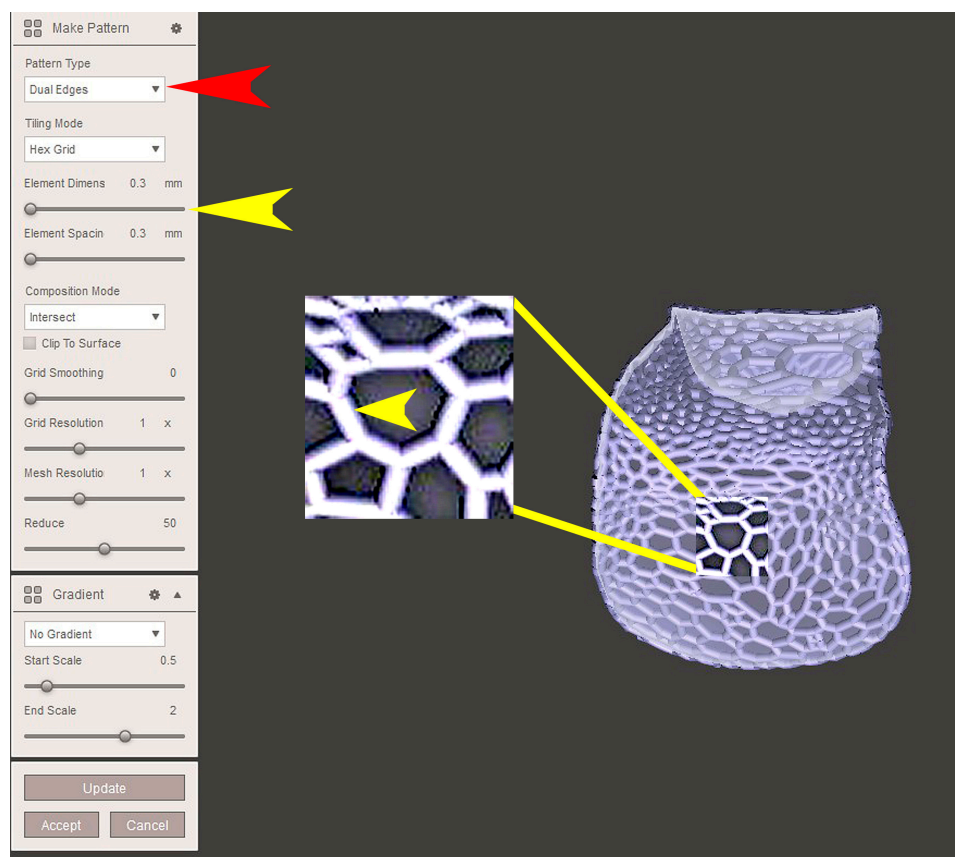 Make Pattern
Pattern Type
Dual Edges
Tiling Mode
Hex Grid
Element Dimens 0.3 mm
Element Spacin 0.3 mm
Composition Mode
Intersect
Clip To Surface
Grid Smoothing 0
Grid Resolution 1 x
Mesh Resolutio 1 x
Reduce 50
Gradient
No Gradient
Start Scale 0.5
End Scale 2
Update
Accept Cancel